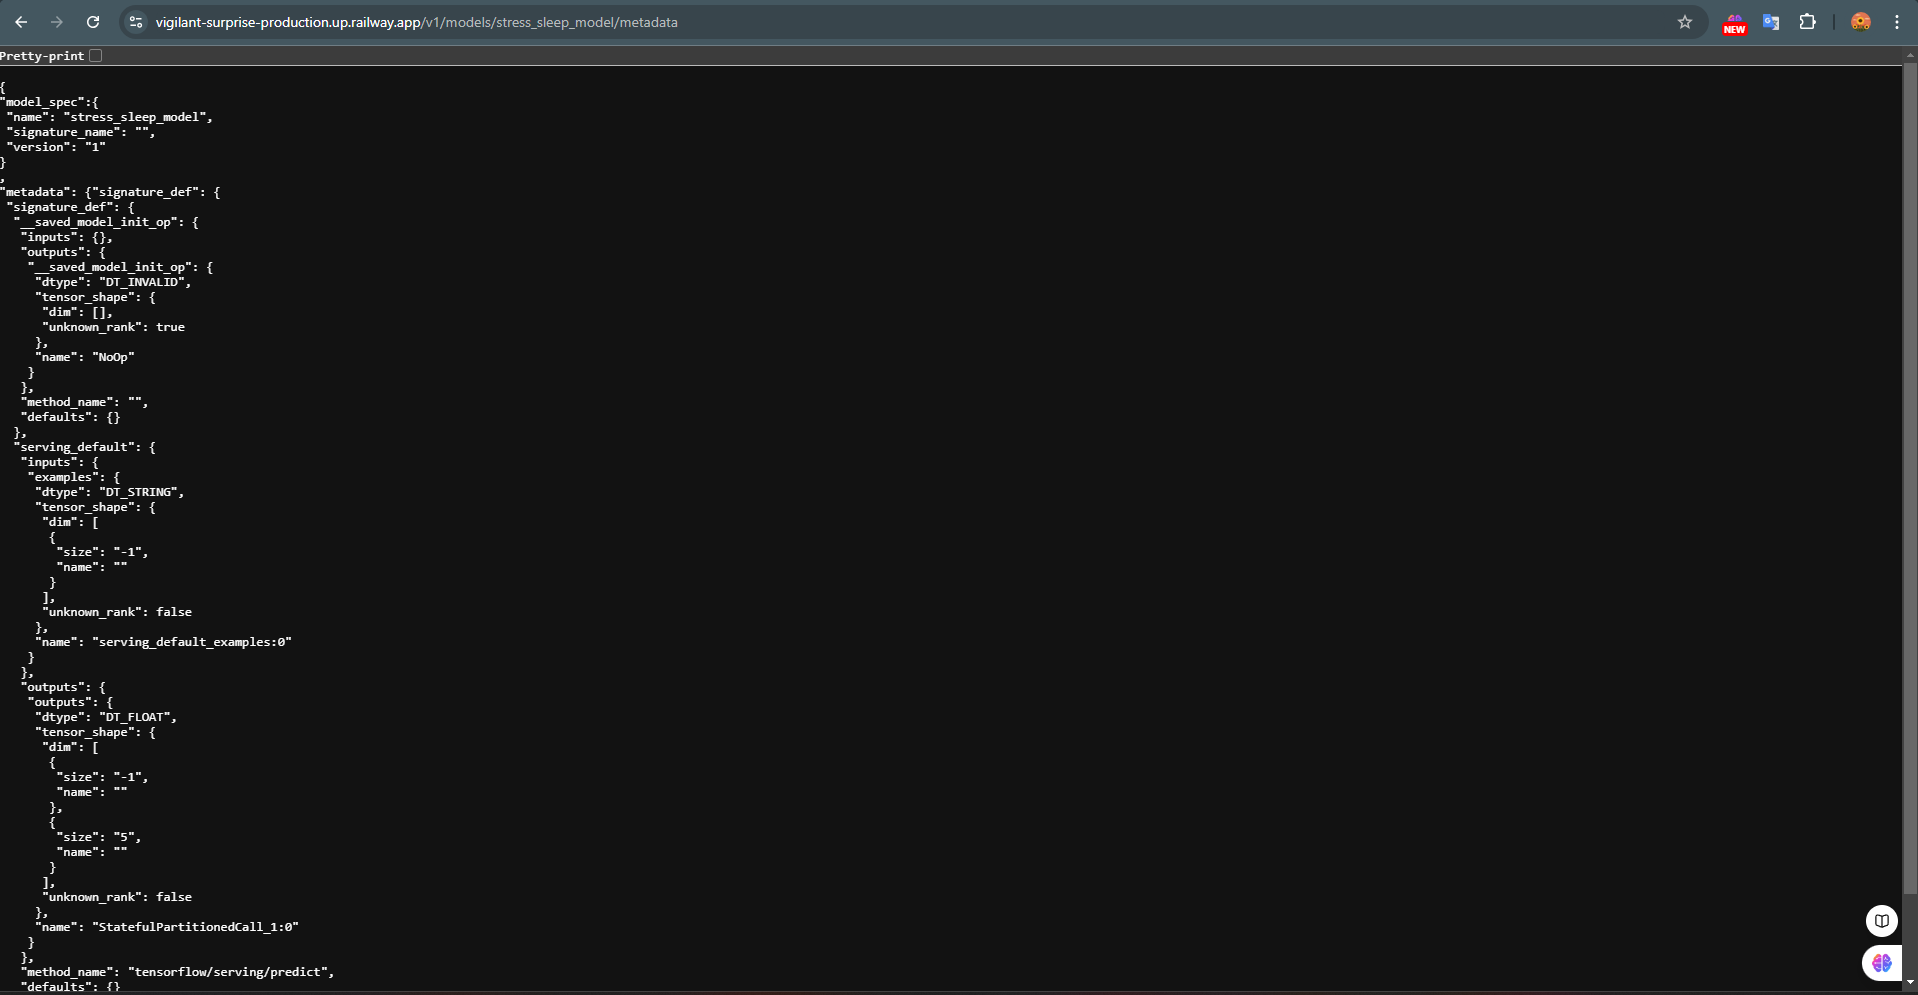 vigilant-surprise-production.up.railway.app/v1/models/stress_sleep_model/metadata
NEW
Pretty-print
{
"model_spec":{
 "name": "stress_sleep_model",
 "signature_name": "",
 "version": "1"
}
,
"metadata": {"signature_def": {
 "signature_def": {
  "__saved_model_init_op": {
   "inputs": {},
   "outputs": {
    "__saved_model_init_op": {
     "dtype": "DT_INVALID",
     "tensor_shape": {
      "dim": [],
      "unknown_rank": true
     },
     "name": "NoOp"
    }
   },
   "method_name": "",
   "defaults": {}
  },
  "serving_default": {
   "inputs": {
    "examples": {
     "dtype": "DT_STRING",
     "tensor_shape": {
      "dim": [
       {
        "size": "-1",
        "name": ""
       }
      ],
      "unknown_rank": false
     },
     "name": "serving_default_examples:0"
    }
   },
   "outputs": {
    "outputs": {
     "dtype": "DT_FLOAT",
     "tensor_shape": {
      "dim": [
       {
        "size": "-1",
        "name": ""
       },
       {
        "size": "5",
        "name": ""
       }
      ],
      "unknown_rank": false
     },
     "name": "StatefulPartitionedCall_1:0"
    }
   },
   "method_name": "tensorflow/serving/predict",
   "defaults": {}